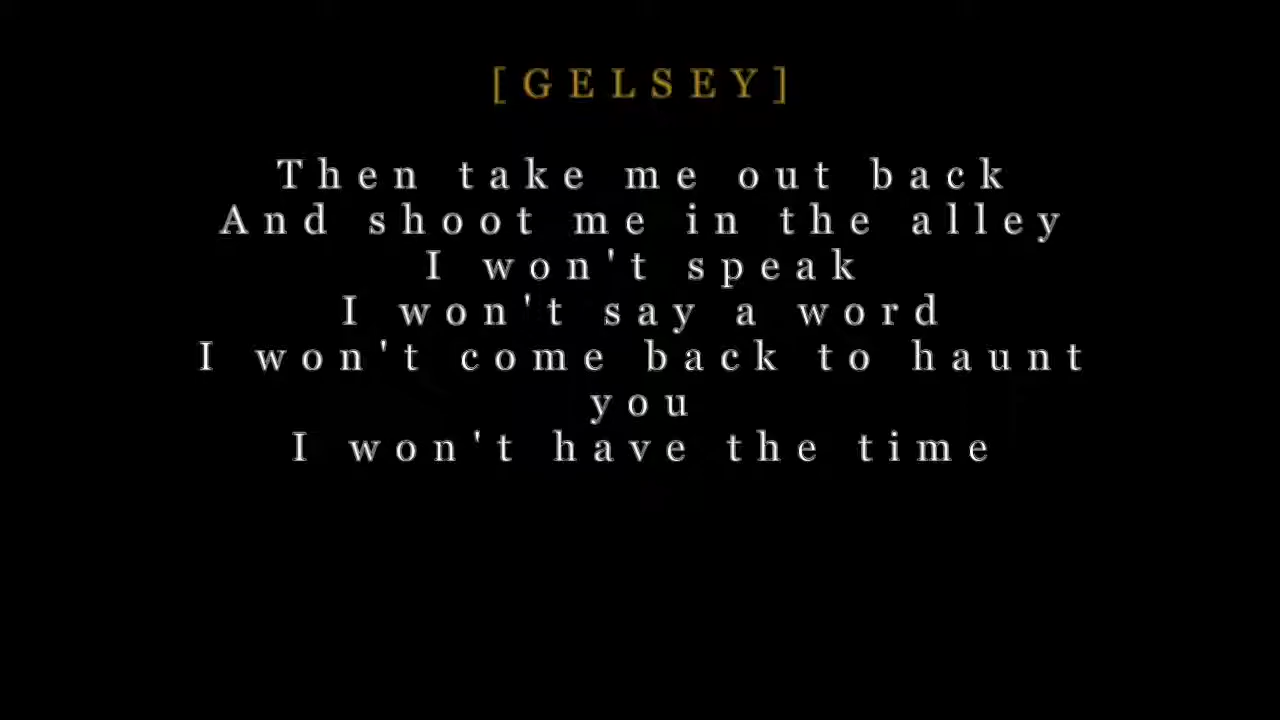 [GELSEY]
Then take me out back
And shoot me in the alley
I won't speak
I won't say a word
I won't come back to haunt
you
I won't have the time